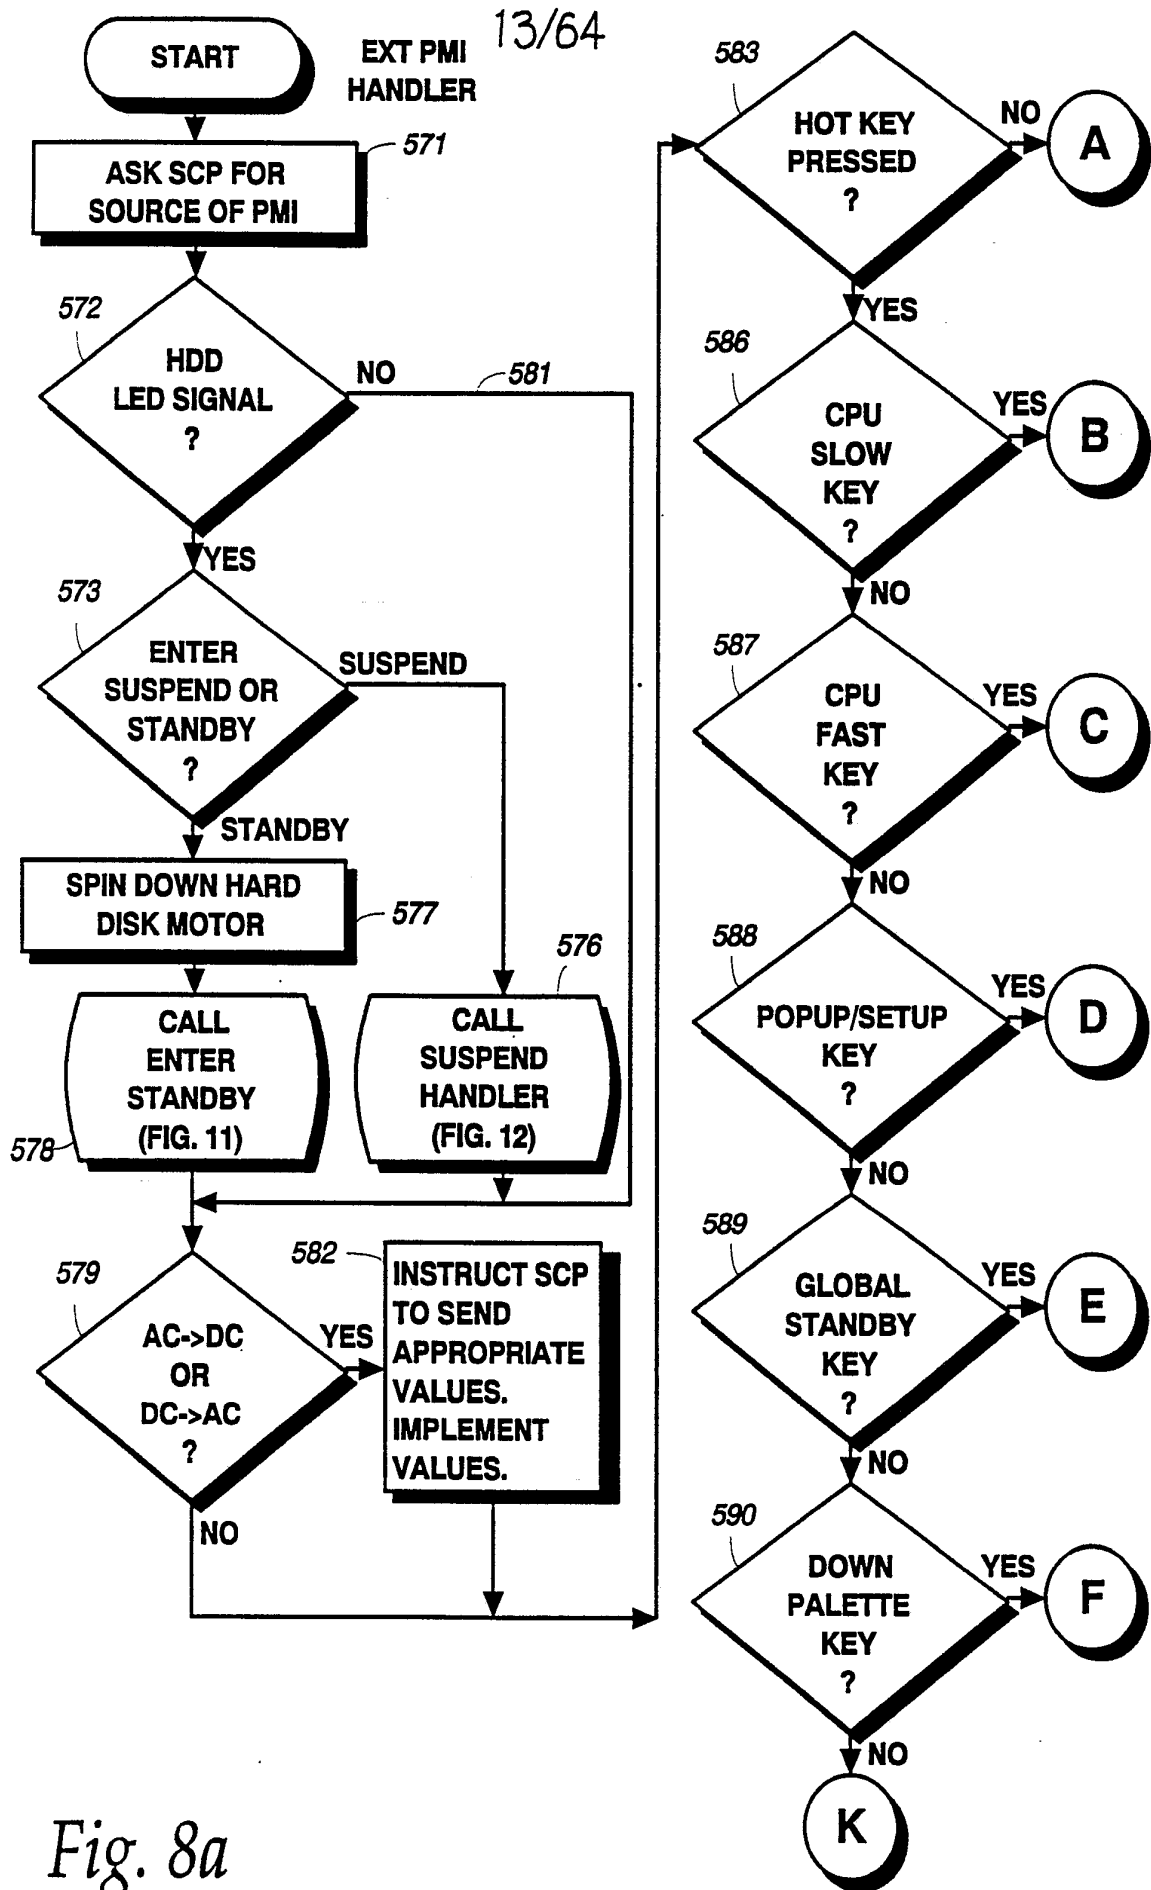 13/64
START
EXT PMI
HANDLER
571
ASK SCP FOR
SOURCE OF PMI
572
HDD
LED SIGNAL
?
NO
581
YES
573
ENTER
SUSPEND OR
STANDBY
?
SUSPEND
STANDBY
SPIN DOWN HARD
DISK MOTOR
577
576
CALL
ENTER
STANDBY
(FIG. 11)
578
CALL
SUSPEND
HANDLER
(FIG. 12)
579
AC->DC
OR
DC->AC
?
YES
NO
582
INSTRUCT SCP
TO SEND
APPROPRIATE
VALUES.
IMPLEMENT
VALUES.
583
HOT KEY
PRESSED
?
NO
A
YES
586
CPU
SLOW
KEY
?
YES
B
NO
587
CPU
FAST
KEY
?
YES
C
NO
588
POPUP/SETUP
KEY
?
YES
D
NO
589
GLOBAL
STANDBY
KEY
?
YES
E
NO
590
DOWN
PALETTE
KEY
?
YES
F
NO
K
Fig. 8a